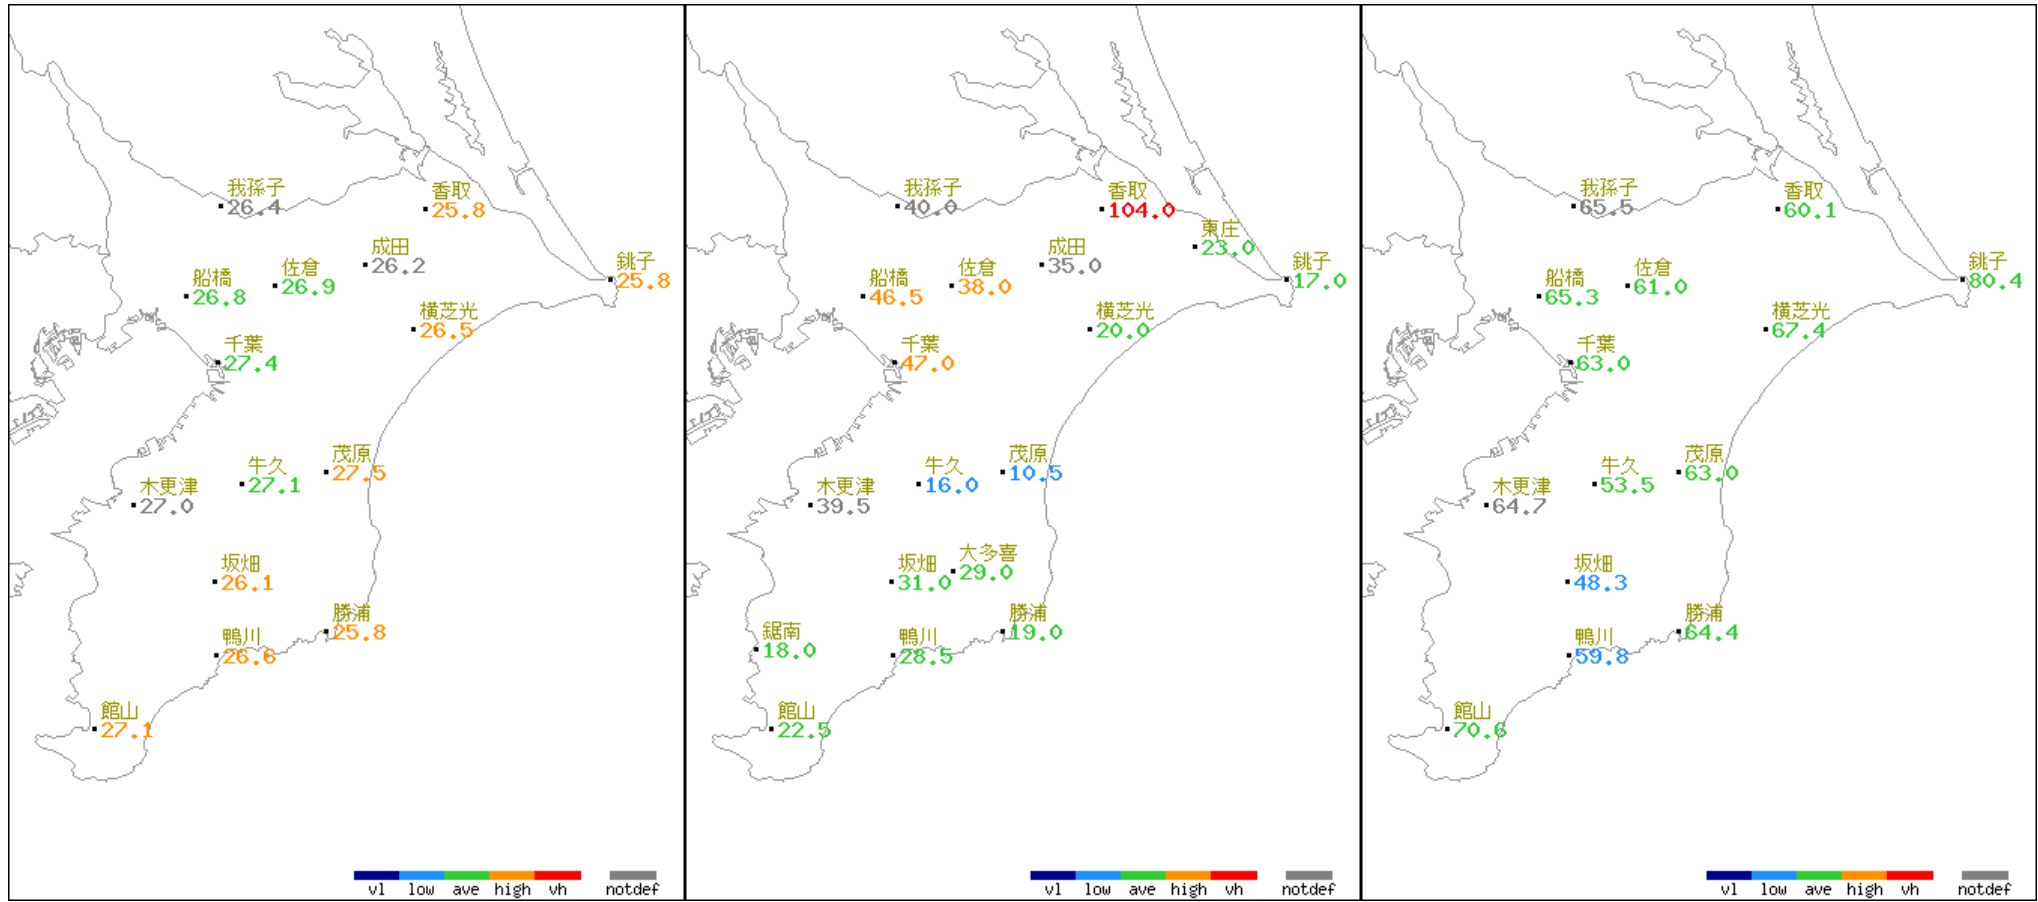 我孫子
26.4
香取
25.8
成田
26.2
銚子
25.8
船橋
26.8
佐倉
26.9
横芝光
26.5
千葉
27.4
茂原
27.5
牛久
27.1
木更津
27.0
坂畑
26.1
勝浦
25.8
鴨川
26.6
館山
27.1
vl low ave high vh notdef
我孫子
40.0
香取
104.0
東庄
23.0
成田
35.0
銚子
17.0
船橋
46.5
佐倉
38.0
横芝光
20.0
千葉
47.0
茂原
10.5
牛久
16.0
木更津
39.5
大多喜
29.0
坂畑
31.0
勝浦
19.0
鋸南
18.0
鴨川
28.5
館山
22.5
vl low ave high vh notdef
我孫子
65.5
香取
60.1
銚子
80.4
船橋
65.3
佐倉
61.0
横芝光
67.4
千葉
63.0
茂原
63.0
牛久
53.5
木更津
64.7
坂畑
48.3
勝浦
64.4
鴨川
59.8
館山
70.6
vl low ave high vh notdef